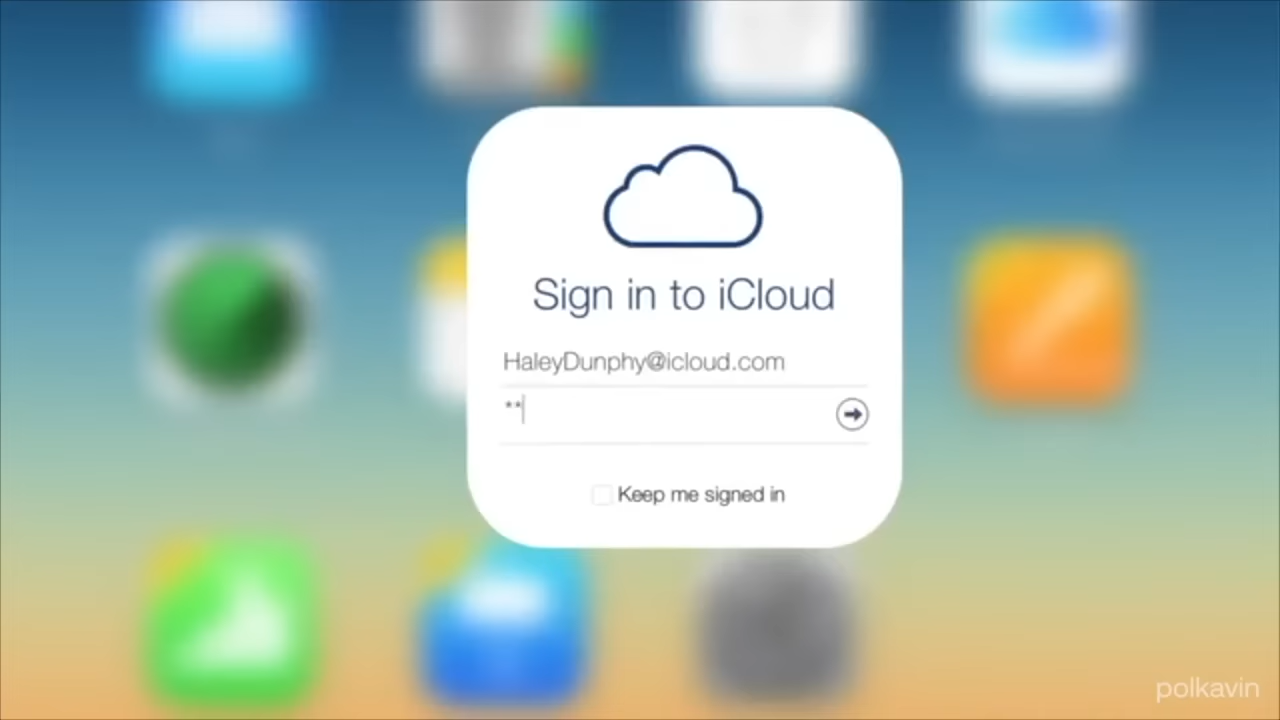 Sign in to iCloud
HaleyDunphy@icloud.com
**
Keep me signed in
polkavin